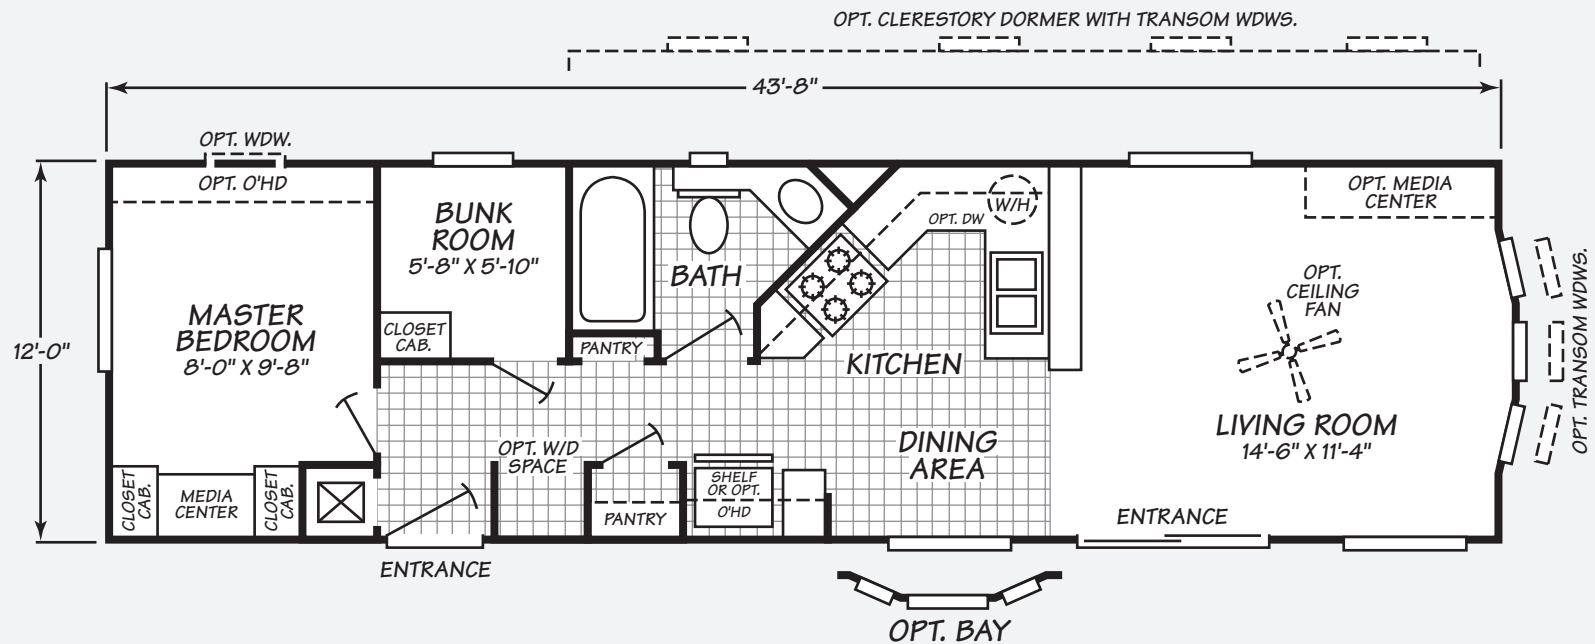 OPT. CLERESTORY DORMER WITH TRANSOM WDWS.
43'-8"
OPT. WDW.
OPT. O'HD
12'-0"
MASTER
BEDROOM
8'-0" X 9'-8"
BUNK
ROOM
5'-8" X 5'-10"
CLOSET
CAB.
PANTRY
BATH
OPT. DW
W/H
KITCHEN
OPT. MEDIA
CENTER
OPT.
CEILING
FAN
OPT. TRANSOM WDWS.
LIVING ROOM
14'-6" X 11'-4"
DINING
AREA
OPT. W/D
SPACE
CLOSET
CAB.
MEDIA
CENTER
CLOSET
CAB.
PANTRY
SHELF
OR OPT.
O'HD
ENTRANCE
ENTRANCE
OPT. BAY